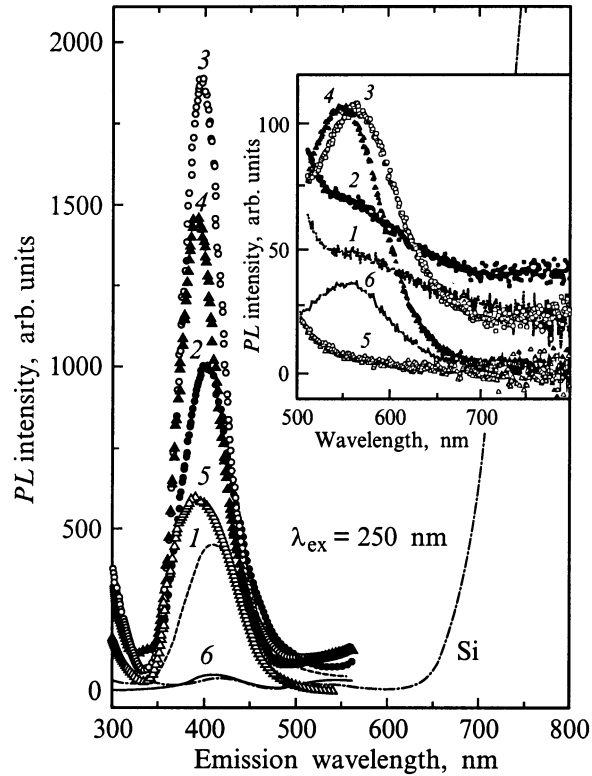 2000
1500
1000
500
0
PL intensity, arb. units
3
4
2
5
1
6
100
50
0
PL intensity, arb. units
4
3
2
1
6
5
500 600 700
Wavelength, nm
λex = 250 nm
Si
300 400 500 600 700 800
Emission wavelength, nm